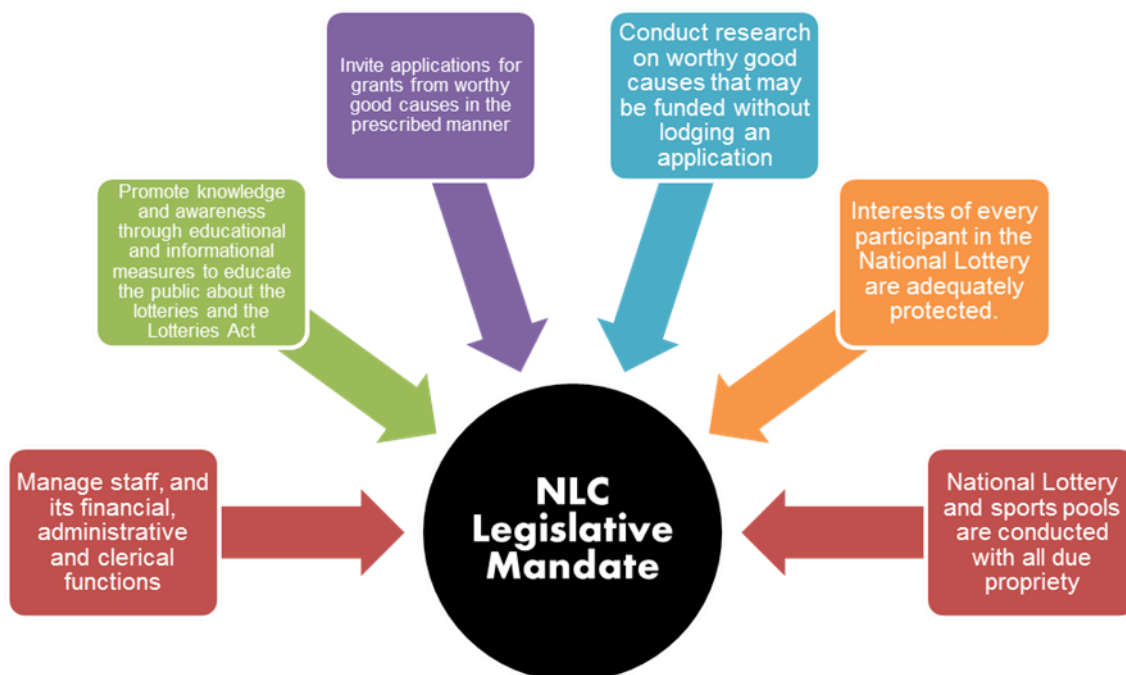 Invite applications for
grants from worthy
good causes in the
prescribed manner
Conduct research
on worthy good
causes that may
be funded without
lodging an
application
Promote knowledge
and awareness
through educational
and informational
measures to educate
the public about the
lotteries and the
Lotteries Act
Interests of every
participant in the
National Lottery
are adequately
protected.
Manage staff, and
its financial,
administrative
and clerical
functions
NLC
Legislative
Mandate
National Lottery
and sports pools
are conducted
with all due
propriety